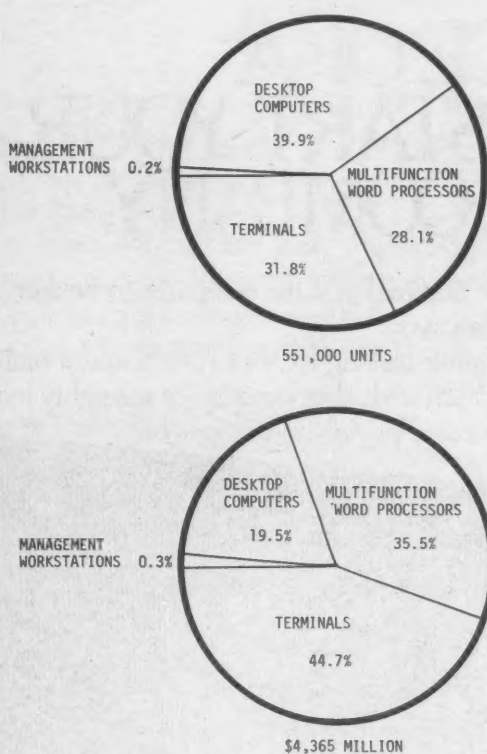 DESKTOP
COMPUTERS
39.9%
MANAGEMENT
WORKSTATIONS 0.2%
MULTIFUNCTION
WORD PROCESSORS
28.1%
TERMINALS
31.8%
551,000 UNITS
DESKTOP
COMPUTERS
19.5%
MULTIFUNCTION
WORD PROCESSORS
35.5%
MANAGEMENT
WORKSTATIONS 0.3%
TERMINALS
44.7%
$4,365 MILLION